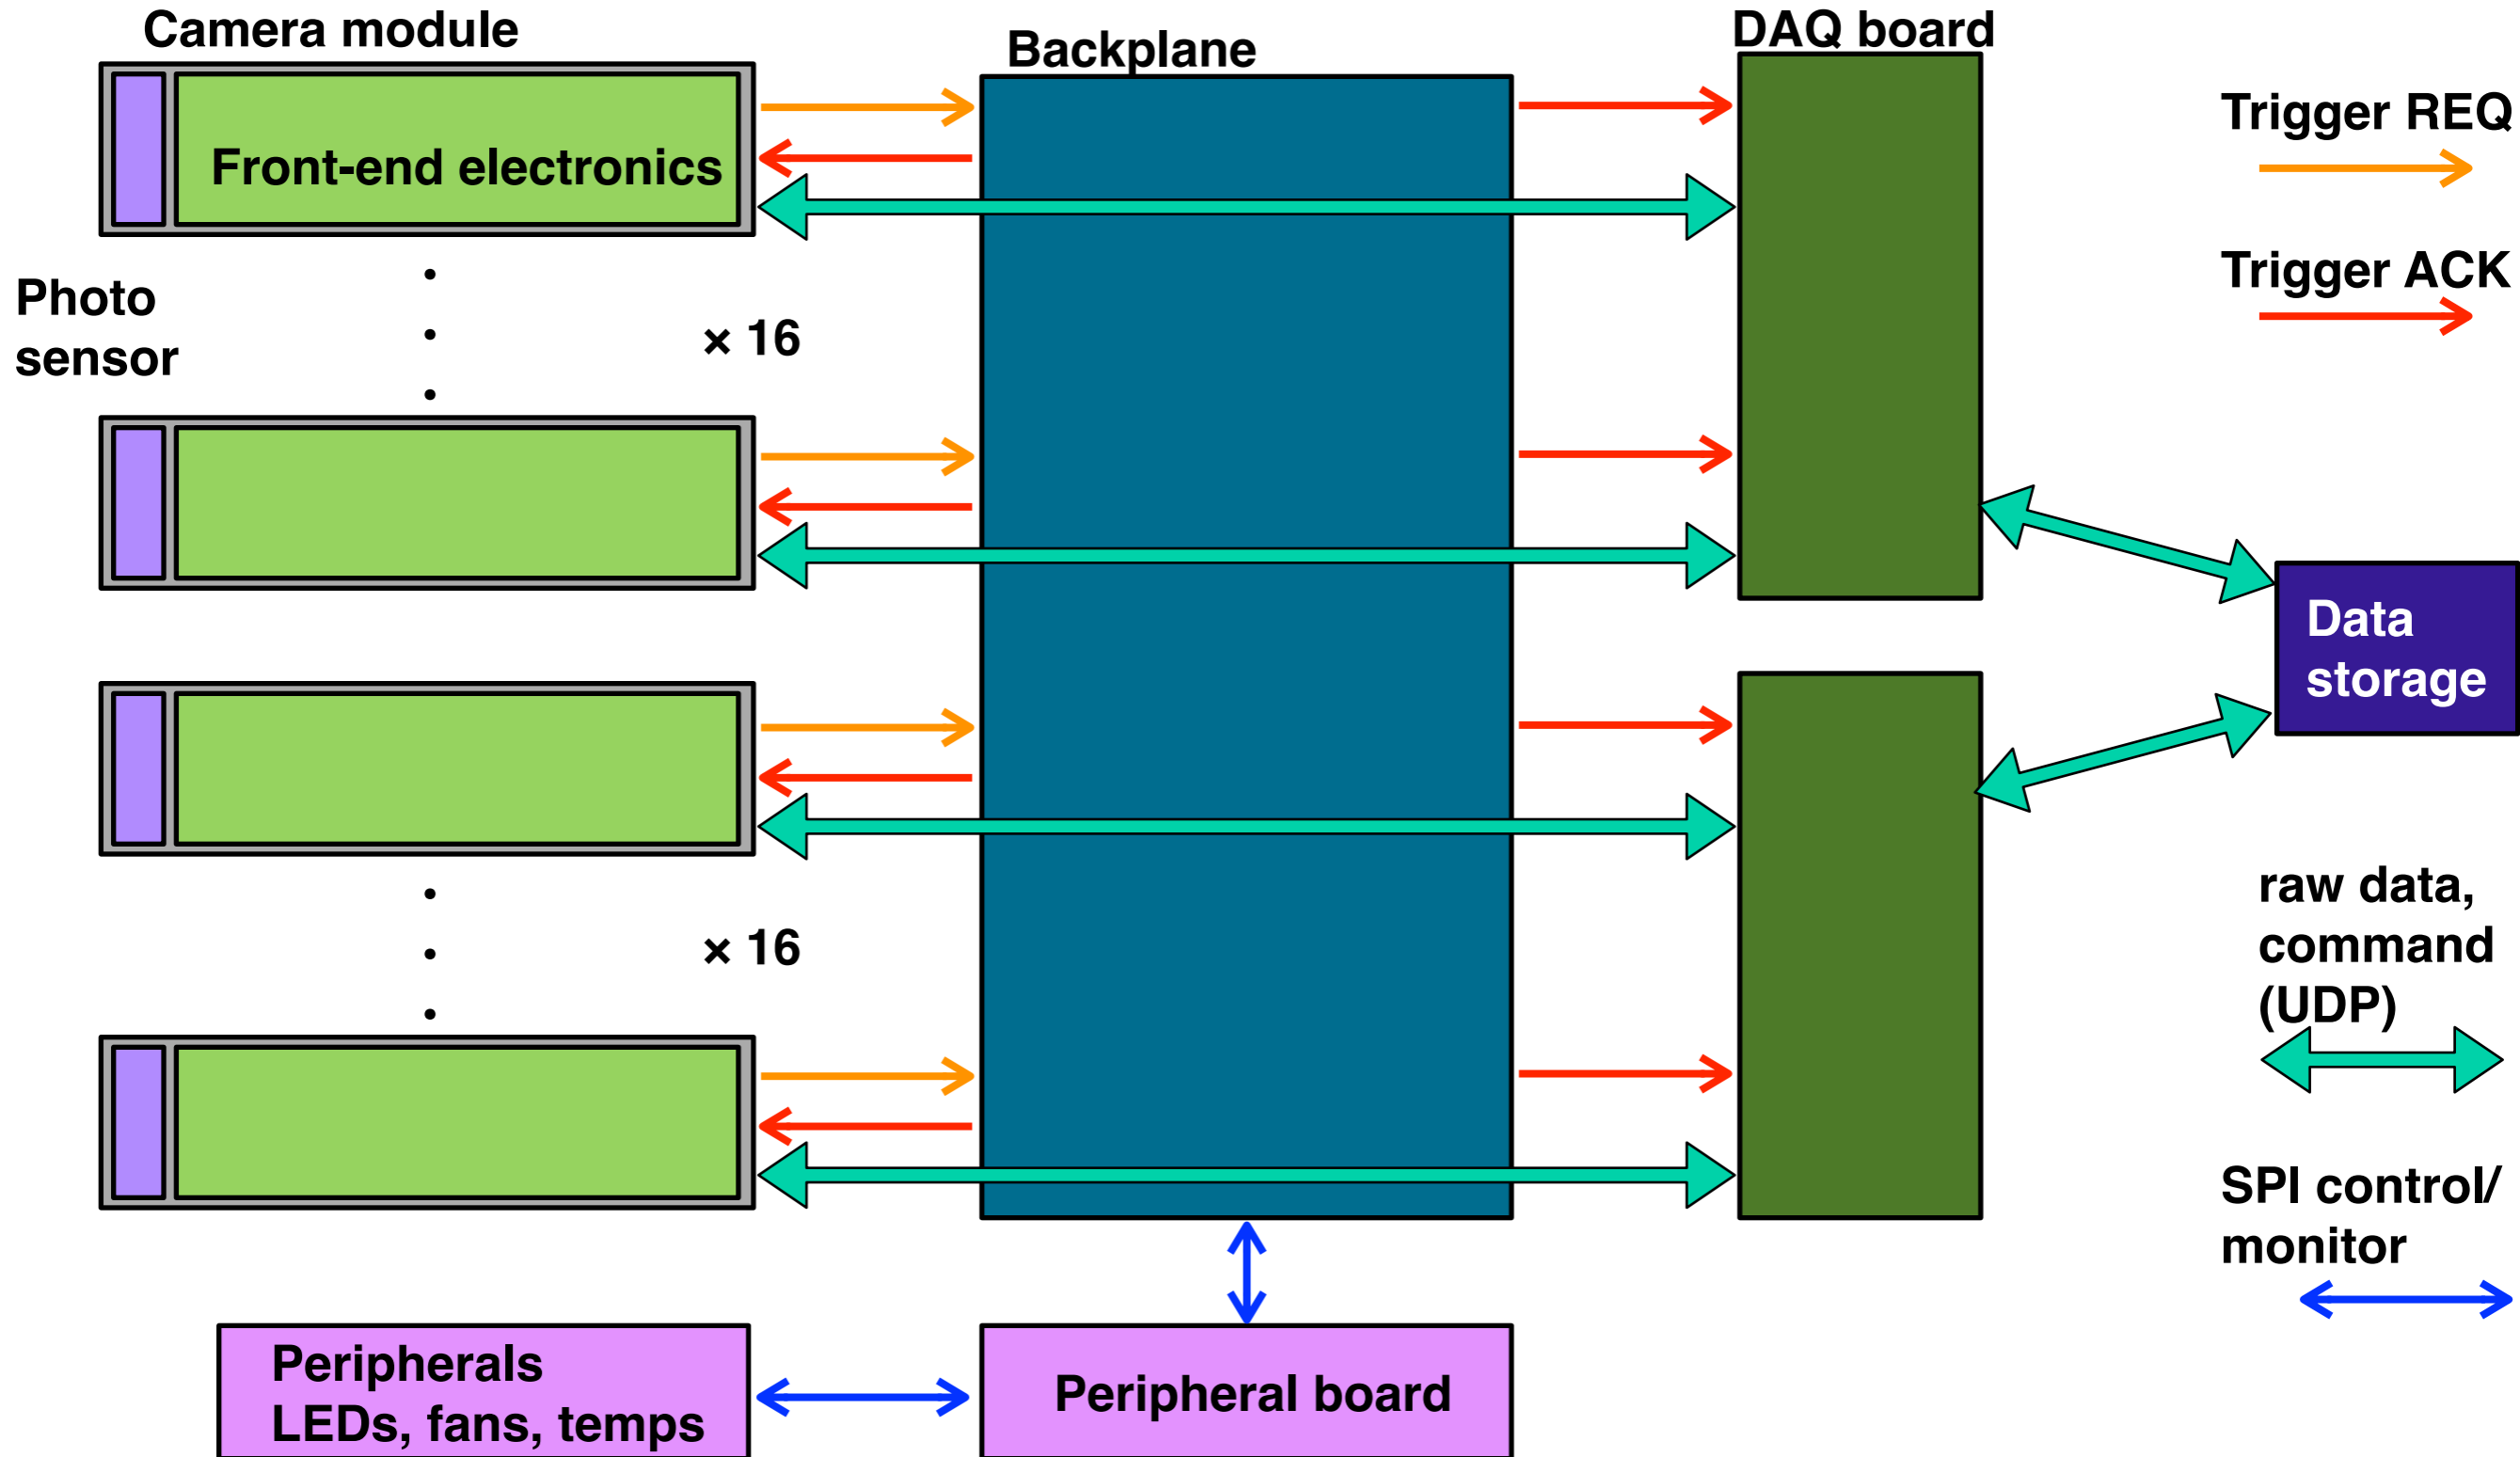 Camera module
Backplane
DAQ board
Front-end electronics
Trigger REQ
Trigger ACK
Photo
sensor
× 16
Data
storage
raw data,
command
(UDP)
× 16
SPI control/
monitor
Peripherals
LEDs, fans, temps
Peripheral board